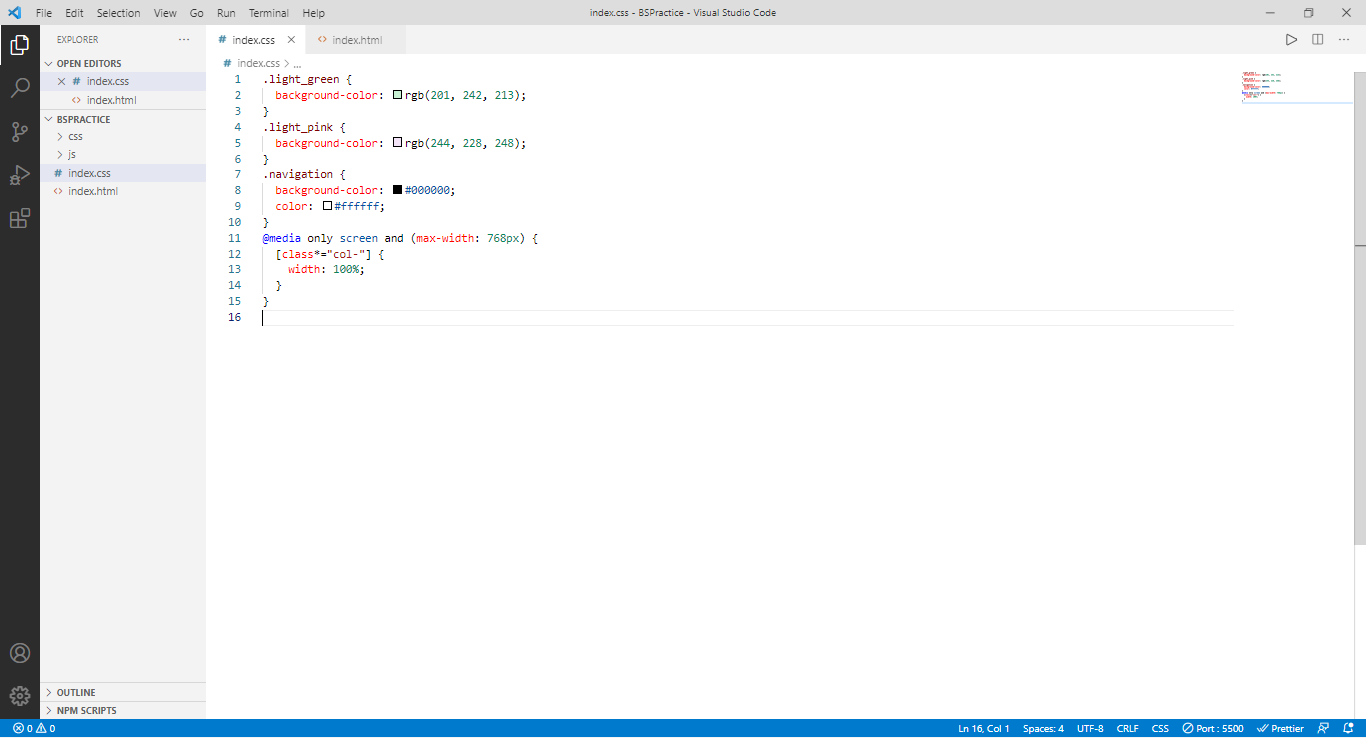 File Edit Selection View Go Run Terminal Help
index.css - BSPractice - Visual Studio Code
EXPLORER
OPEN EDITORS
index.css
index.html
BSPRACTICE
css
js
index.css
index.html
OUTLINE
NPM SCRIPTS
index.css
index.html
index.css > ...
1 .light_green {
2 background-color: rgb(201, 242, 213);
3 }
4 .light_pink {
5 background-color: rgb(244, 228, 248);
6 }
7 .navigation {
8 background-color: #000000;
9 color: #ffffff;
10 }
11 @media only screen and (max-width: 768px) {
12 [class*="col-"] {
13 width: 100%;
14 }
15 }
16
0 0
Ln 16, Col 1 Spaces: 4 UTF-8 CRLF CSS Port : 5500 Prettier